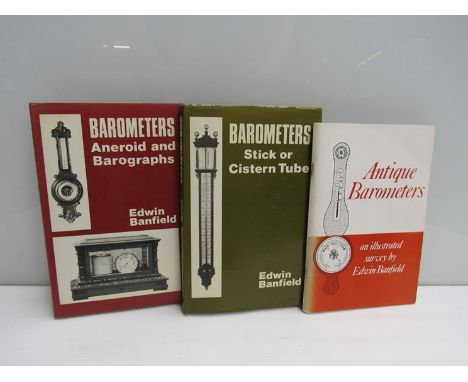 BAROMETERS
Aneroid and
Barographs
Edwin
Banfield
BAROMETERS
Stick or
Cistern Tube
Edwin
Banfield
Antique
Barometers
an illustrated
survey by
Edwin Banfield